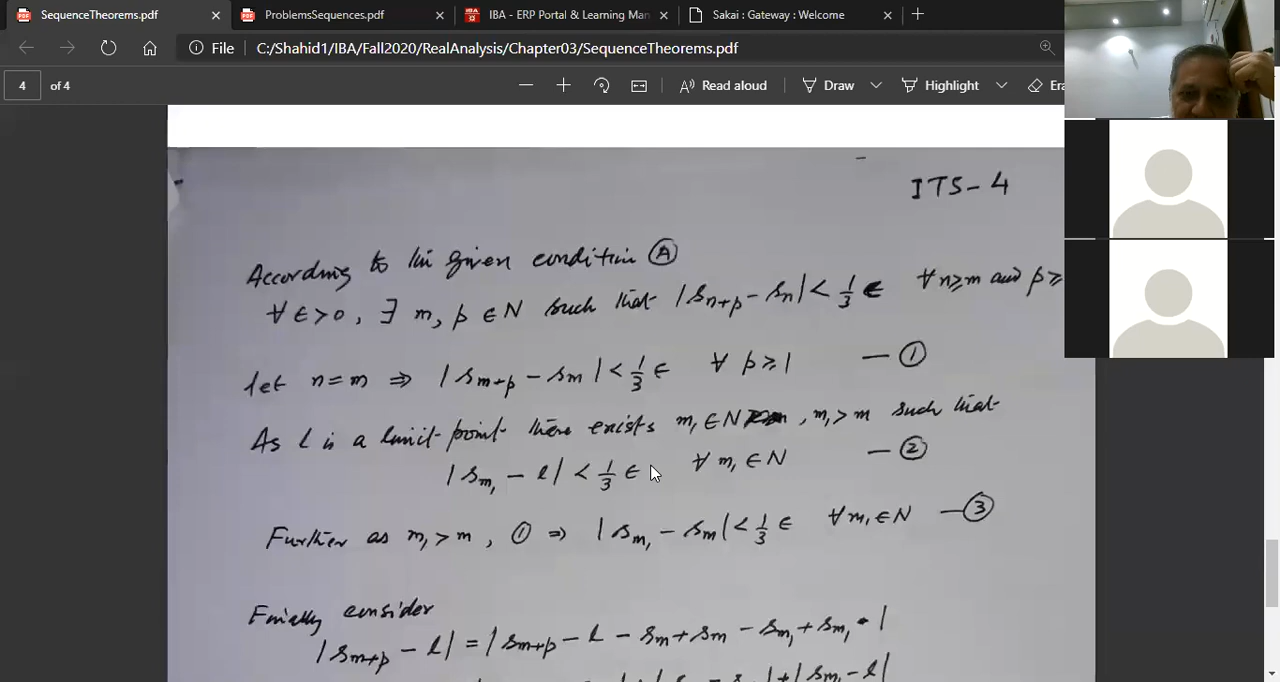 SequenceTheorems.pdf
ProblemsSequences.pdf
IBA - ERP Portal & Learning Man
Sakai : Gateway : Welcome
File C:/Shahid1/IBA/Fall2020/RealAnalysis/Chapter03/SequenceTheorems.pdf
4 of 4 Read aloud Draw Highlight Era
ITS-4
According to the given condition Ⓐ
∀ ϵ > 0, ∃ m, p ∈ N such that |s_{n+p} - s_n| < 1/3 ϵ ∀ n ≥ m and p ≥
let n = m ⇒ |s_{m+p} - s_m| < 1/3 ϵ ∀ p ≥ 1 — ①
As l is a limit point there exists m₁ ∈ N, m₁ > m such that
|s_{m₁} - l| < 1/3 ϵ ∀ m₁ ∈ N — ②
Further as m₁ > m, ① ⇒ |s_{m₁} - s_m| < 1/3 ϵ ∀ m₁ ∈ N — ③
Finally consider
|s_{m+p} - l| = |s_{m+p} - l - s_m + s_m - s_{m₁} + s_{m₁}|
| + |s_{m₁} - l|